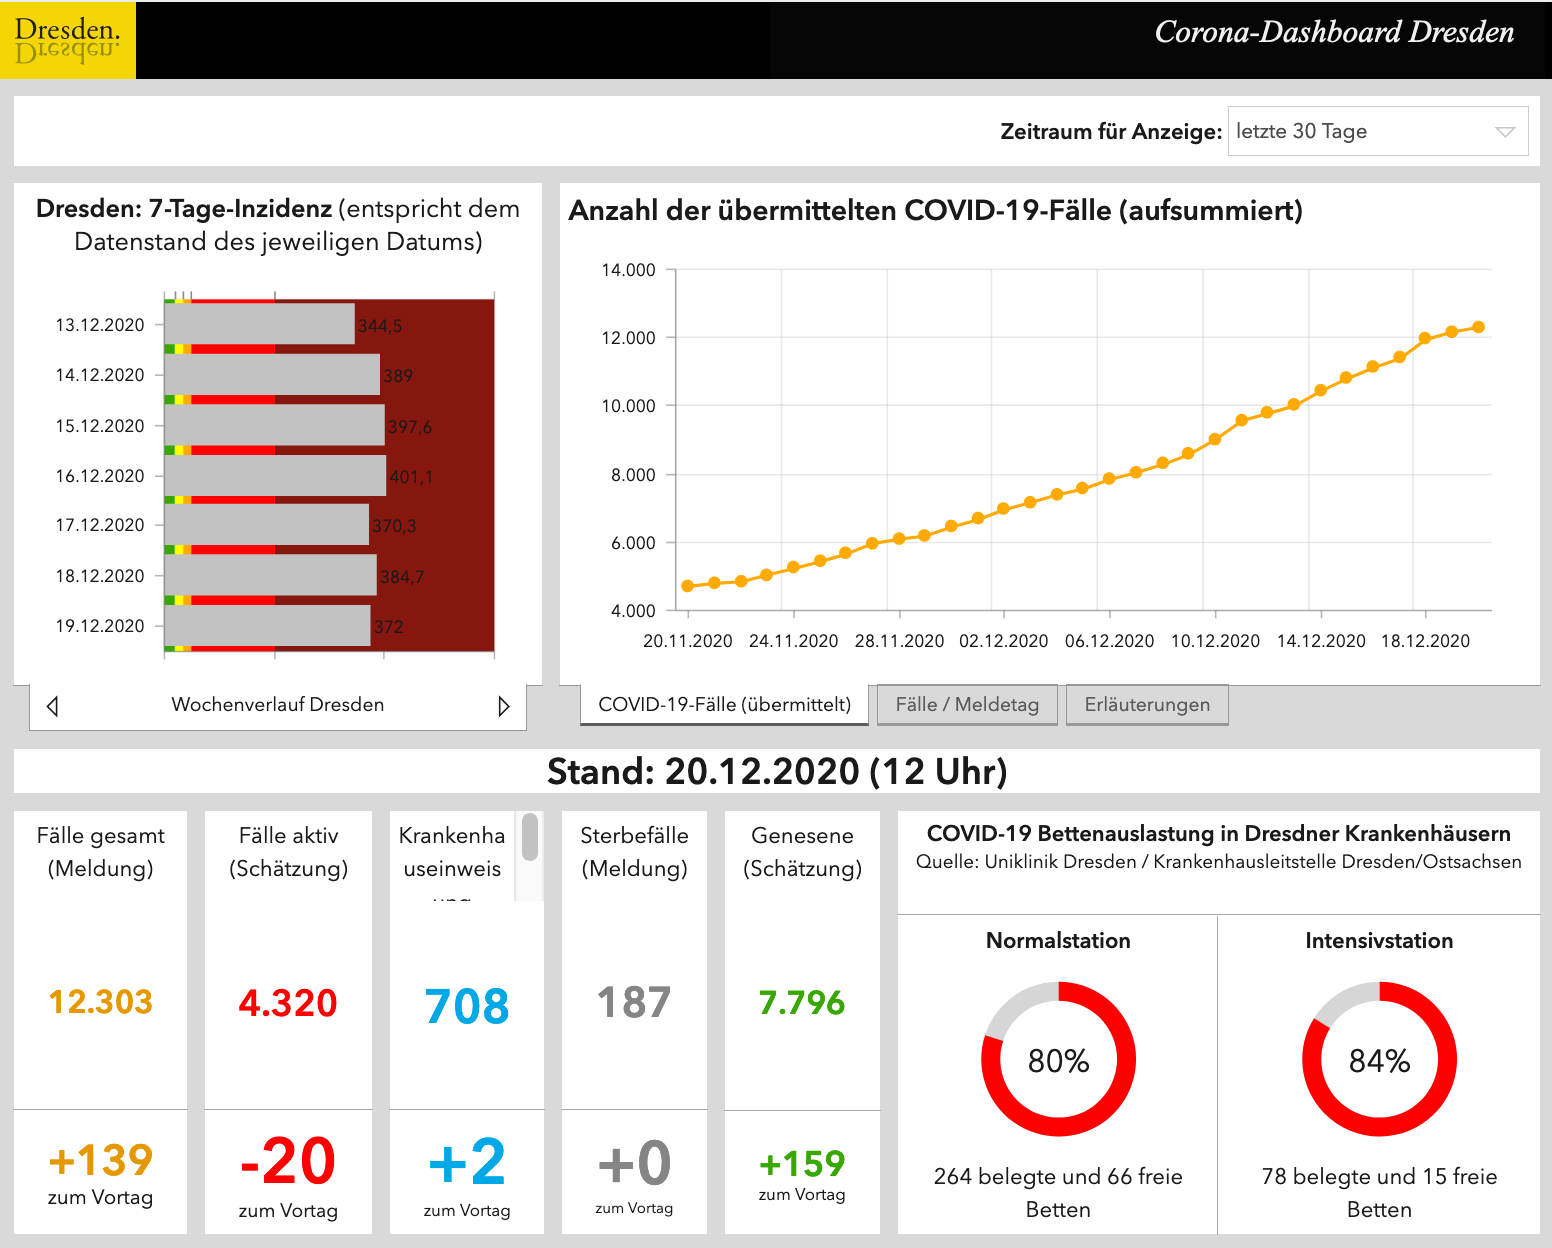 Dresden.
Dresden.
Corona-Dashboard Dresden
Zeitraum für Anzeige: letzte 30 Tage
Dresden: 7-Tage-Inzidenz (entspricht dem
Datenstand des jeweiligen Datums)
13.12.2020 344,5
14.12.2020 389
15.12.2020 397,6
16.12.2020 401,1
17.12.2020 370,3
18.12.2020 384,7
19.12.2020 372
Wochenverlauf Dresden
Anzahl der übermittelten COVID-19-Fälle (aufsummiert)
14.000
12.000
10.000
8.000
6.000
4.000
20.11.2020 24.11.2020 28.11.2020 02.12.2020 06.12.2020 10.12.2020 14.12.2020 18.12.2020
COVID-19-Fälle (übermittelt) Fälle / Meldetag Erläuterungen
Stand: 20.12.2020 (12 Uhr)
Fälle gesamt
(Meldung)
12.303
+139
zum Vortag
Fälle aktiv
(Schätzung)
4.320
-20
zum Vortag
Krankenha
useinweis
ung
708
+2
zum Vortag
Sterbefälle
(Meldung)
187
+0
zum Vortag
Genesene
(Schätzung)
7.796
+159
zum Vortag
COVID-19 Bettenauslastung in Dresdner Krankenhäusern
Quelle: Uniklinik Dresden / Krankenhausleitstelle Dresden/Ostsachsen
Normalstation
80%
264 belegte und 66 freie
Betten
Intensivstation
84%
78 belegte und 15 freie
Betten